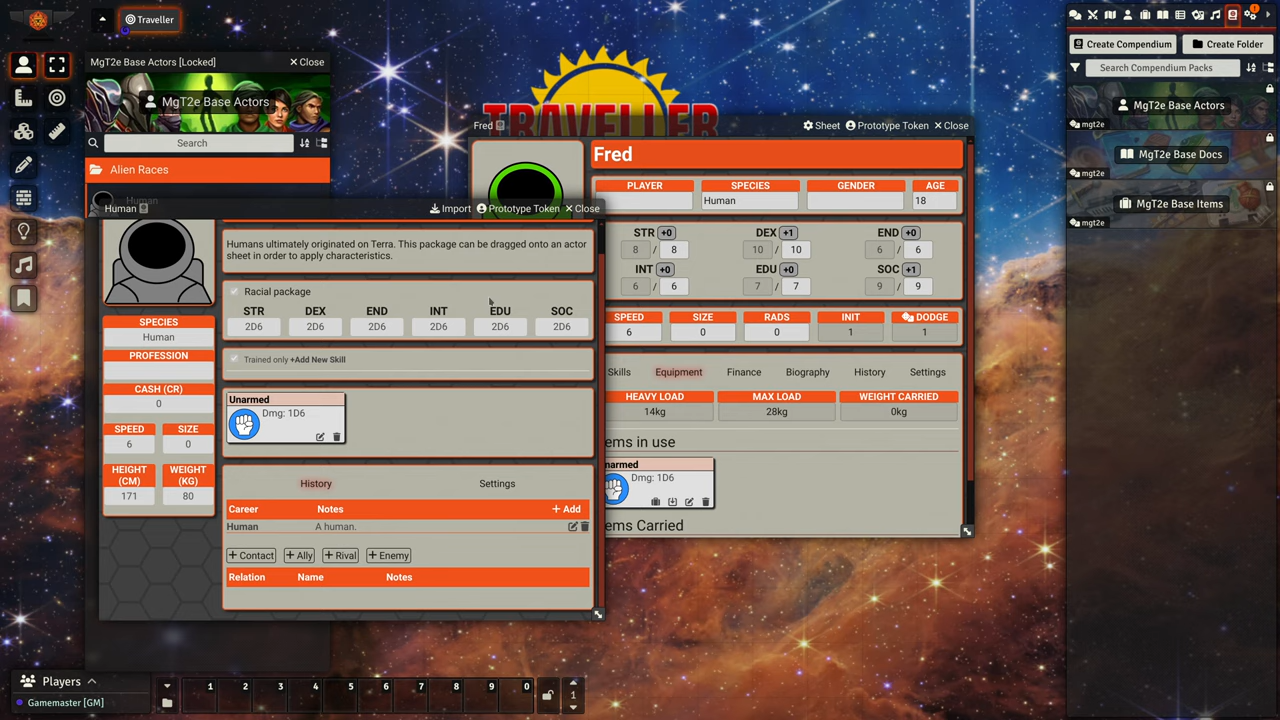 Traveller
MgT2e Base Actors [Locked]
Close
MgT2e Base Actors
Search
Alien Races
Human
Human
Import
Prototype Token
Close
Humans ultimately originated on Terra. This package can be dragged onto an actor
sheet in order to apply characteristics.
Racial package
STR DEX END INT EDU SOC
2D6 2D6 2D6 2D6 2D6 2D6
Trained only +Add New Skill
SPECIES
Human
PROFESSION
CASH (CR)
0
SPEED SIZE
6 0
HEIGHT (CM) WEIGHT (KG)
171 80
Unarmed
Dmg: 1D6
History Settings
Career Notes + Add
Human A human.
+ Contact + Ally + Rival + Enemy
Relation Name Notes
TRAVELLER
Fred
Sheet
Prototype Token
Close
Fred
PLAYER SPECIES GENDER AGE
Human 18
STR +0 DEX +1 END +0
8 / 8 10 / 10 6 / 6
INT +0 EDU +0 SOC +1
6 / 6 7 / 7 9 / 9
SPEED SIZE RADS INIT DODGE
6 0 0 1 1
Skills Equipment Finance Biography History Settings
HEAVY LOAD MAX LOAD WEIGHT CARRIED
14kg 28kg 0kg
ems in use
narmed
Dmg: 1D6
ems Carried
Create Compendium
Create Folder
Search Compendium Packs
MgT2e Base Actors
mgt2e
MgT2e Base Docs
mgt2e
MgT2e Base Items
mgt2e
Players
Gamemaster [GM]
1 2 3 4 5 6 7 8 9 0
1